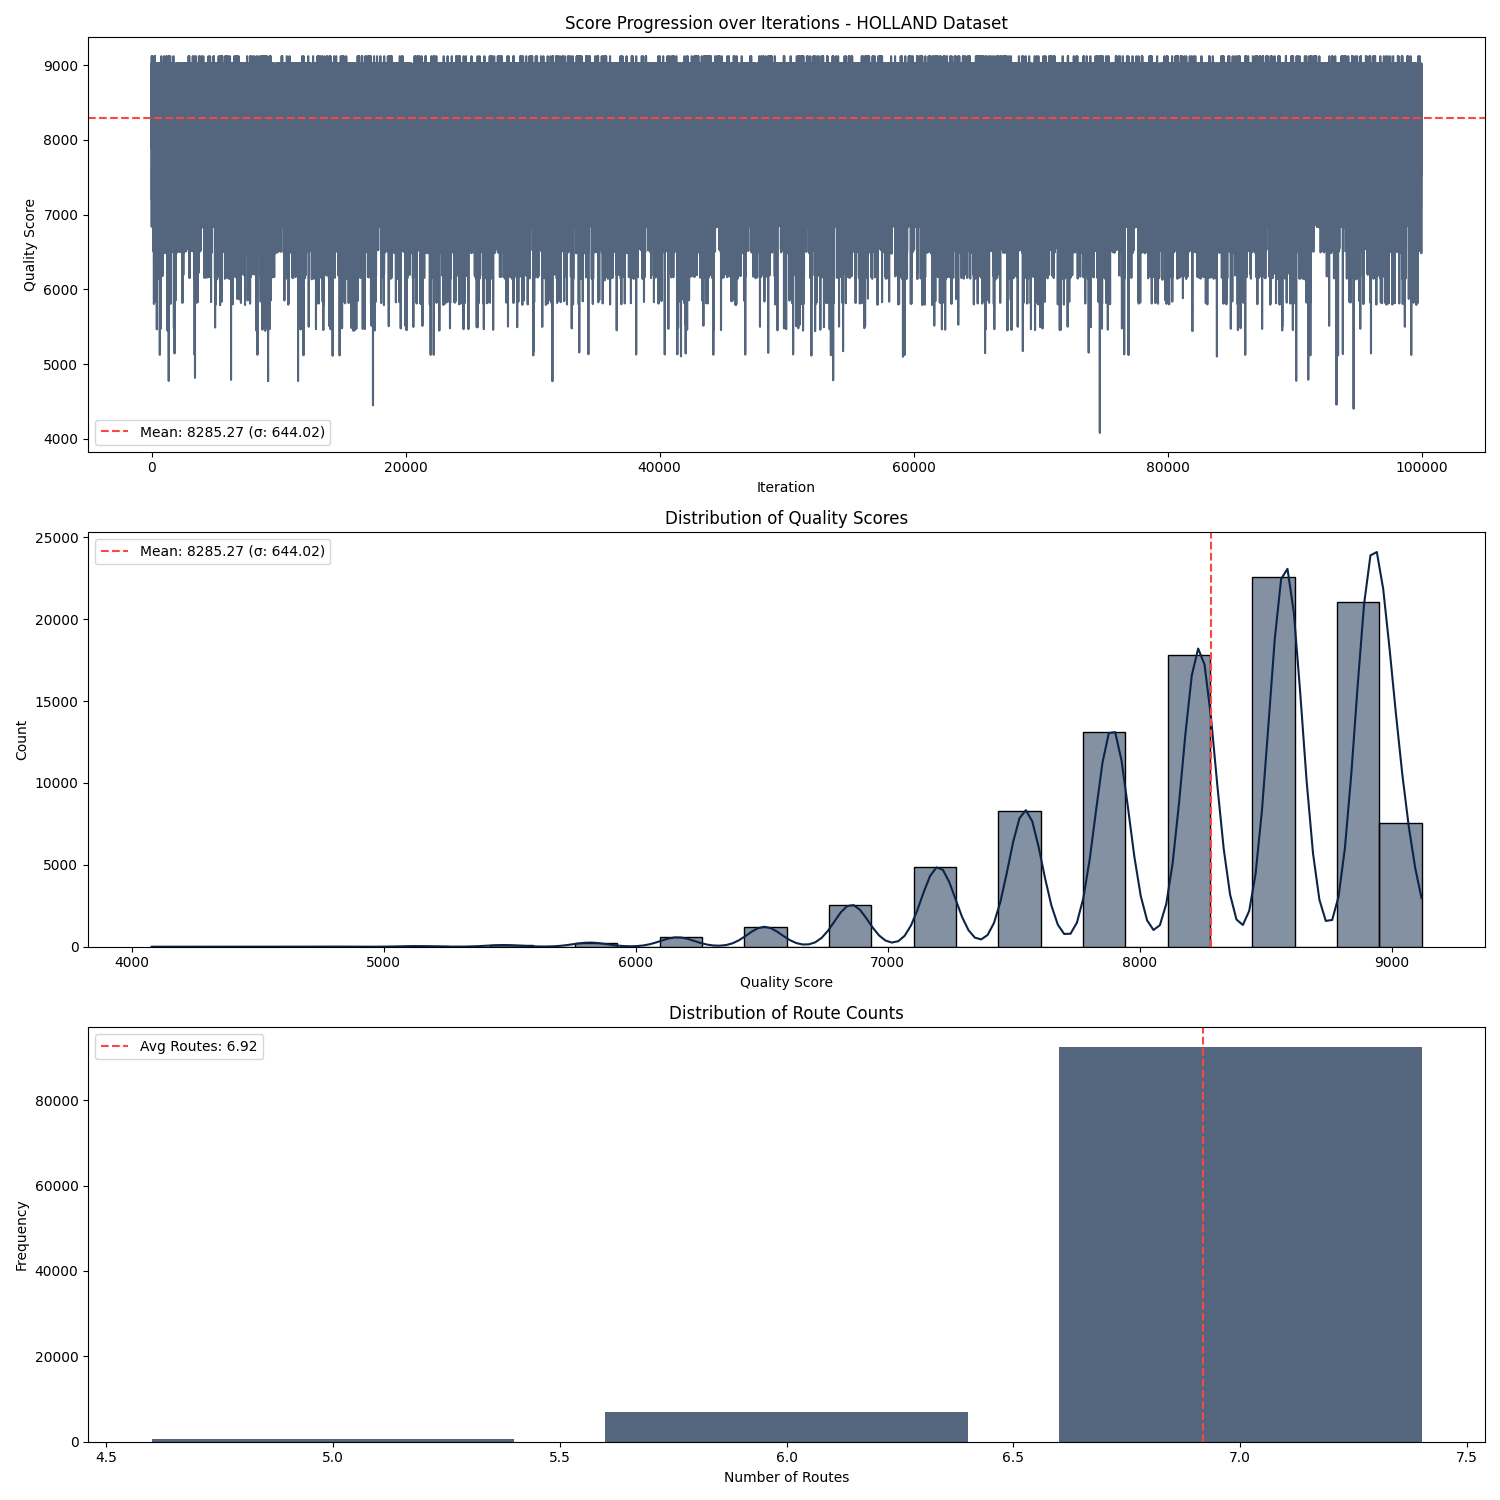 Score Progression over Iterations - HOLLAND Dataset
9000
8000
7000
6000
5000
4000
Quality Score
Mean: 8285.27 (σ: 644.02)
0 20000 40000 60000 80000 100000
Iteration
Distribution of Quality Scores
25000
20000
15000
10000
5000
0
Count
Mean: 8285.27 (σ: 644.02)
4000 5000 6000 7000 8000 9000
Quality Score
Distribution of Route Counts
80000
60000
40000
20000
0
Frequency
Avg Routes: 6.92
4.5 5.0 5.5 6.0 6.5 7.0 7.5
Number of Routes